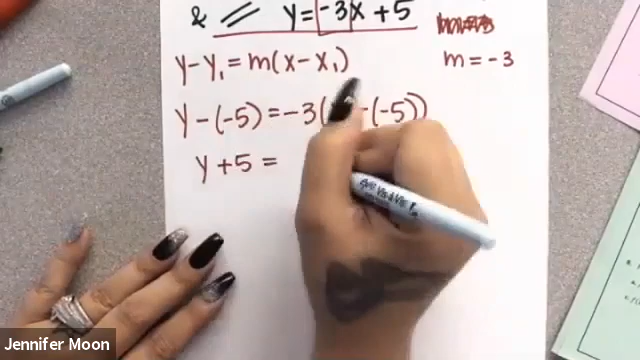 & // y = -3x + 5
y - y₁ = m(x - x₁)
m = -3
y - (-5) = -3( - (-5))
y + 5 =
Jennifer Moon